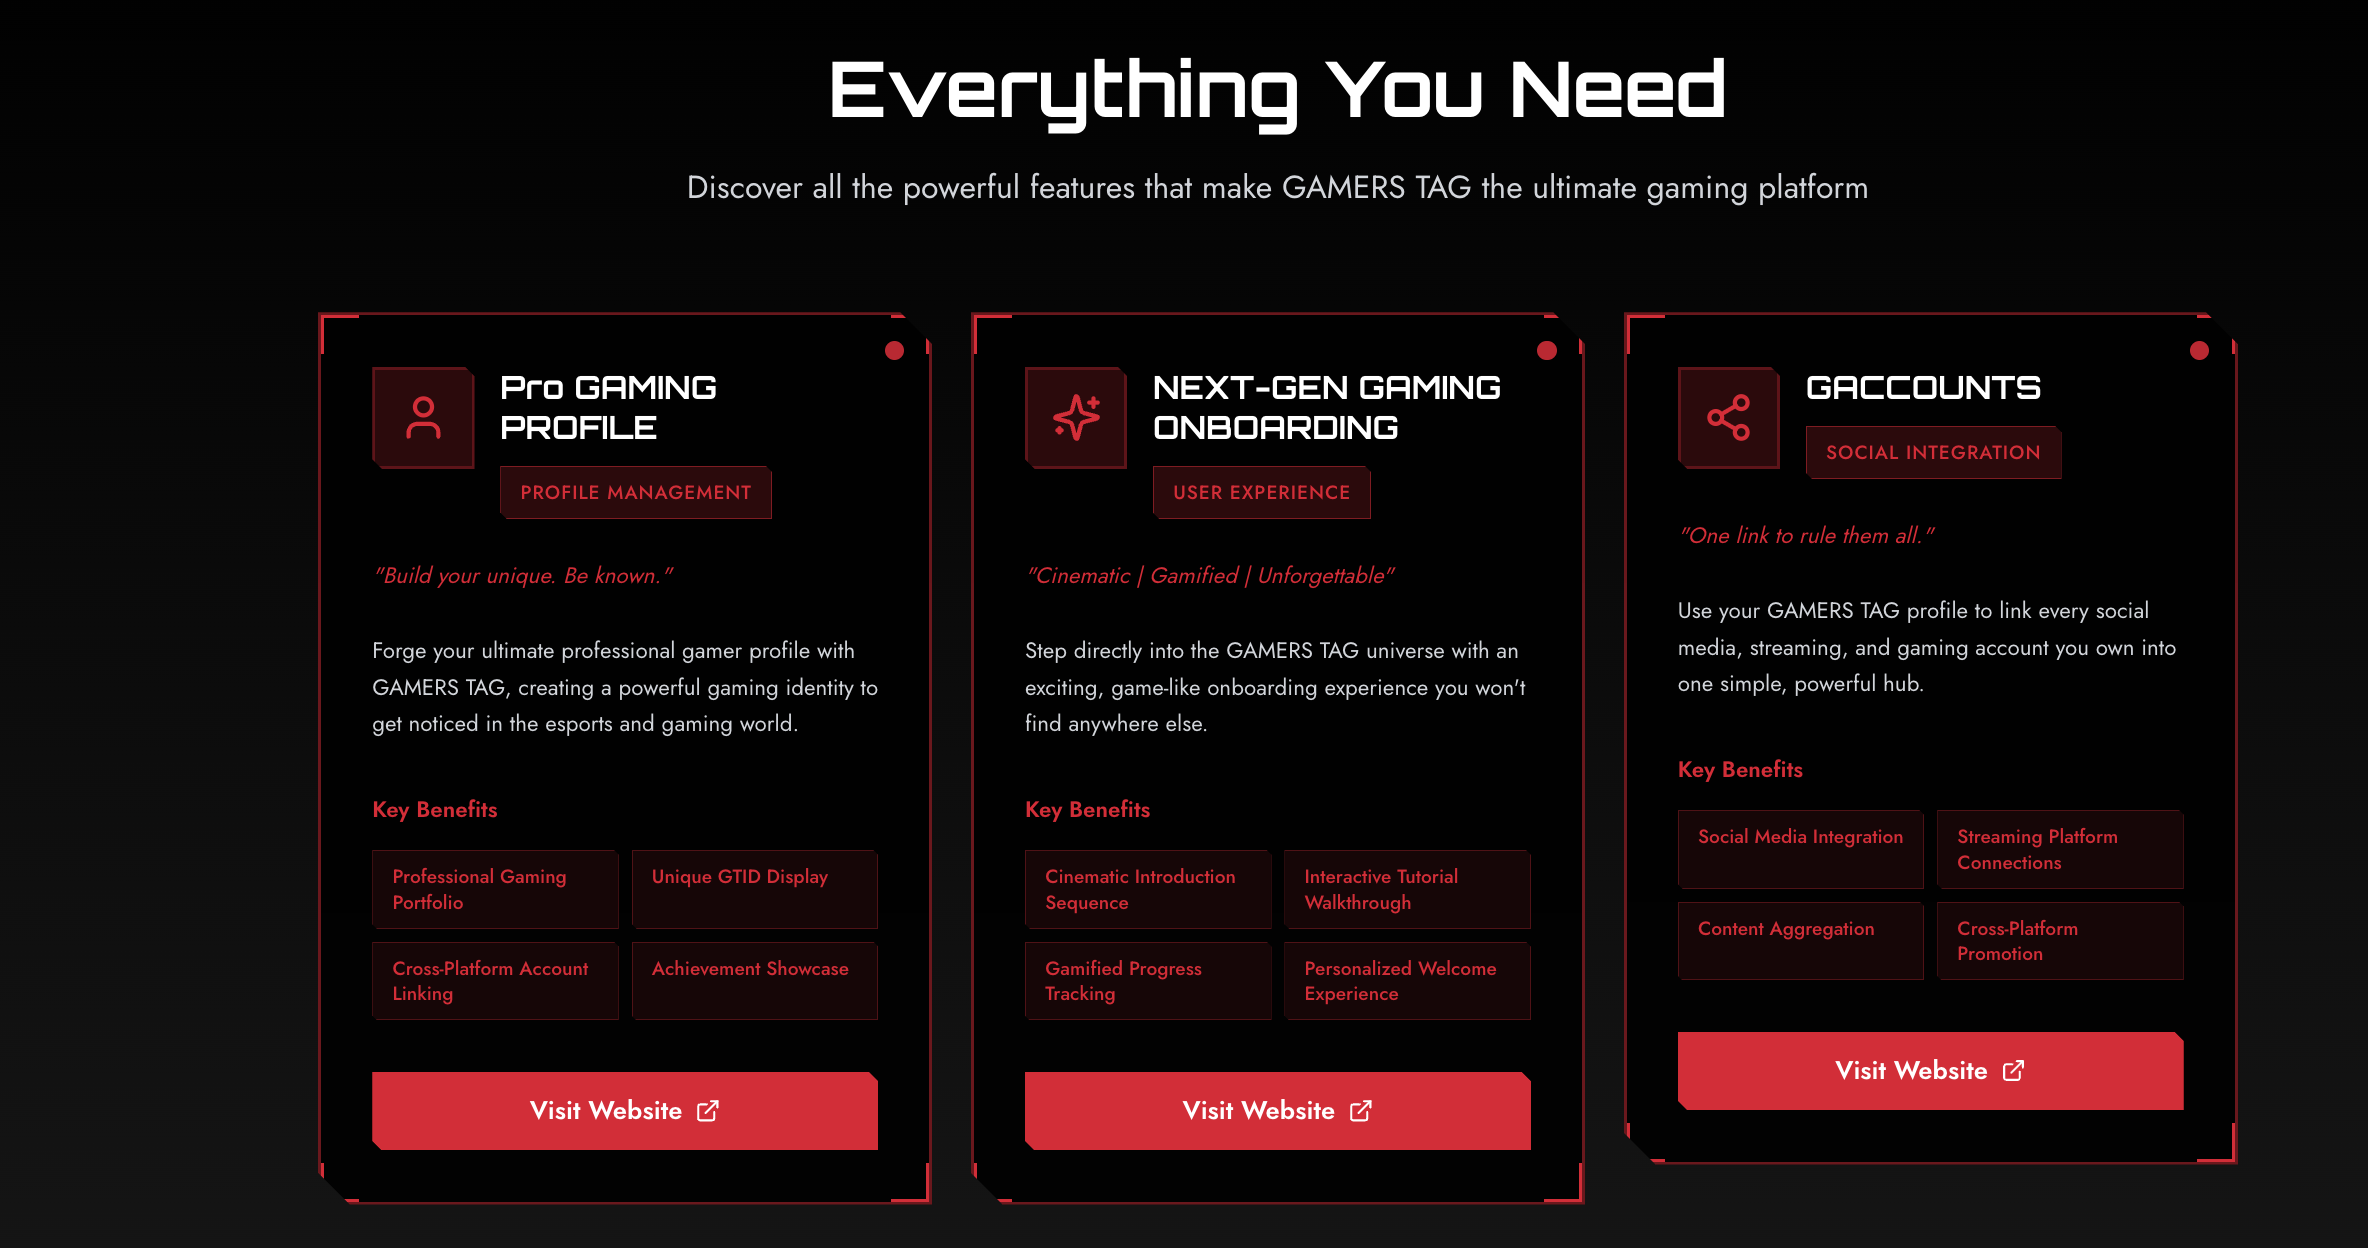 Everything You Need
Discover all the powerful features that make GAMERS TAG the ultimate gaming platform
Pro GAMING
PROFILE
PROFILE MANAGEMENT
"Build your unique. Be known."
Forge your ultimate professional gamer profile with
GAMERS TAG, creating a powerful gaming identity to
get noticed in the esports and gaming world.
Key Benefits
Professional Gaming
Portfolio
Unique GTID Display
Cross-Platform Account
Linking
Achievement Showcase
Visit Website
NEXT-GEN GAMING
ONBOARDING
USER EXPERIENCE
"Cinematic | Gamified | Unforgettable"
Step directly into the GAMERS TAG universe with an
exciting, game-like onboarding experience you won't
find anywhere else.
Key Benefits
Cinematic Introduction
Sequence
Interactive Tutorial
Walkthrough
Gamified Progress
Tracking
Personalized Welcome
Experience
Visit Website
GACCOUNTS
SOCIAL INTEGRATION
"One link to rule them all."
Use your GAMERS TAG profile to link every social
media, streaming, and gaming account you own into
one simple, powerful hub.
Key Benefits
Social Media Integration
Streaming Platform
Connections
Content Aggregation
Cross-Platform
Promotion
Visit Website